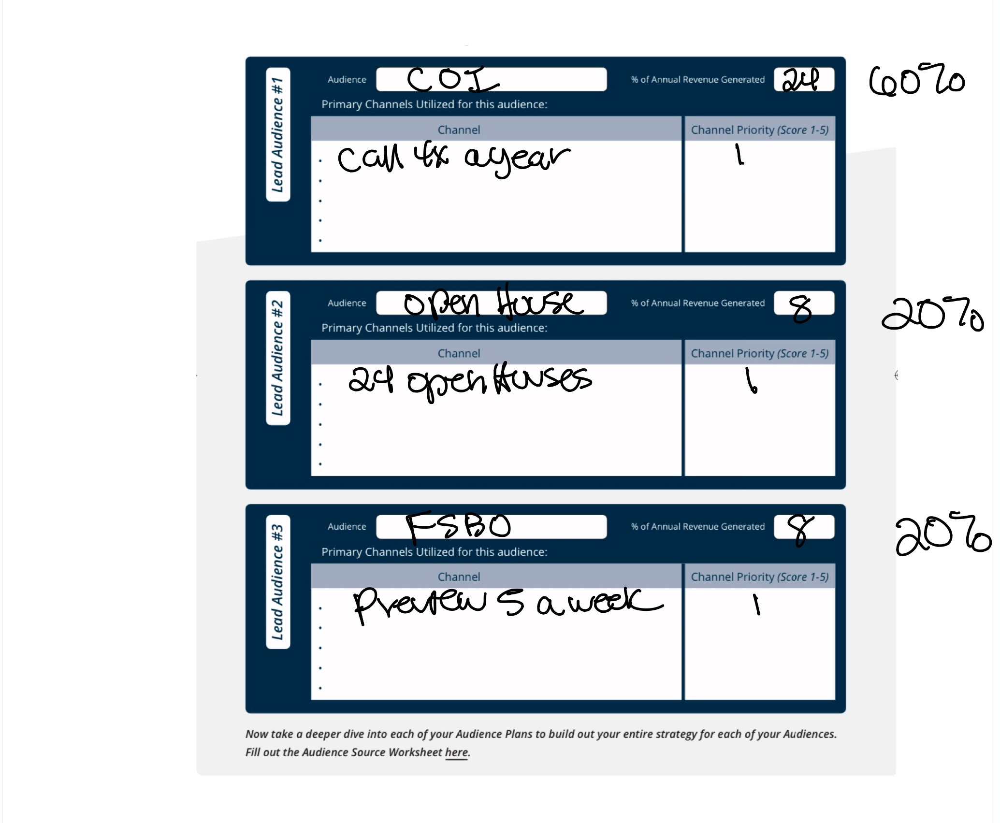 Lead Audience #1
Audience COI % of Annual Revenue Generated 24 60%
Primary Channels Utilized for this audience:
Channel Channel Priority (Score 1-5)
• Call 4x a year 1
•
•
•
•
Lead Audience #2
Audience Open House % of Annual Revenue Generated 8 20%
Primary Channels Utilized for this audience:
Channel Channel Priority (Score 1-5)
• 24 open Houses 1
•
•
•
•
Lead Audience #3
Audience FSBO % of Annual Revenue Generated 8 20%
Primary Channels Utilized for this audience:
Channel Channel Priority (Score 1-5)
• Preview 5 a week 1
•
•
•
•
Now take a deeper dive into each of your Audience Plans to build out your entire strategy for each of your Audiences.
Fill out the Audience Source Worksheet here.